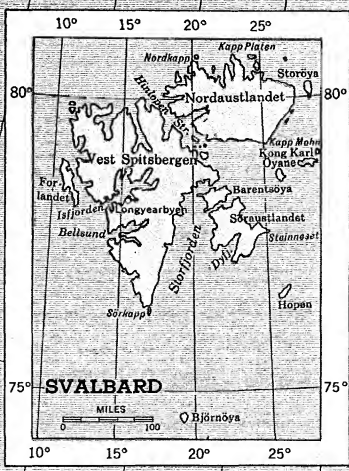 10° 15° 20° 25°
Nordkapp
Kapp Platen
Storöya
80°
80°
Hinlopen Str.
Nordaustlandet
Kapp Mohn
Kong Karls
Öyane
Vest Spitsbergen
Forlandet
Barentsöya
Isfjorden
Longyearbyen
Söraustlandet
Bellsund
Storfjorden
Stainneset
Hopen
Sörkapp
75°
75°
SVALBARD
MILES
0 100
Björnöya
10° 15° 20° 25°